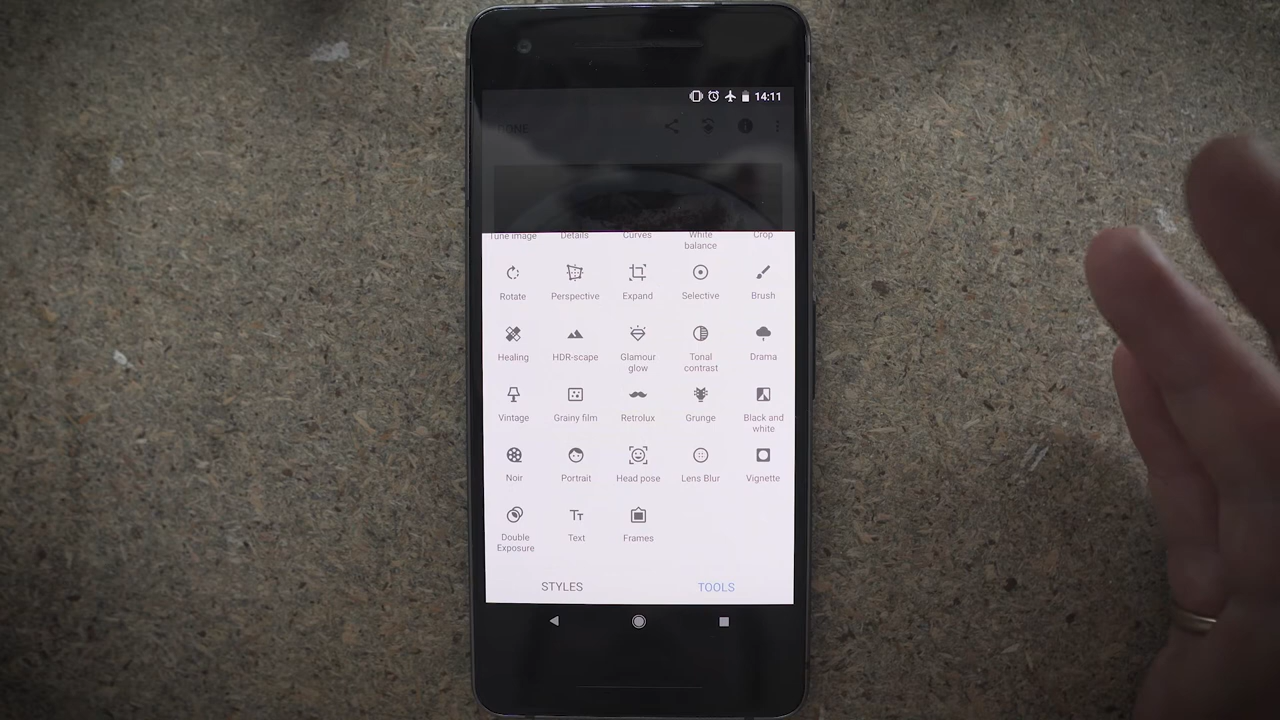 14:11
DONE
Tune image Details Curves White balance Crop
Rotate Perspective Expand Selective Brush
Healing HDR-scape Glamour glow Tonal contrast Drama
Vintage Grainy film Retrolux Grunge Black and white
Noir Portrait Head pose Lens Blur Vignette
Double Exposure Text Frames
STYLES TOOLS